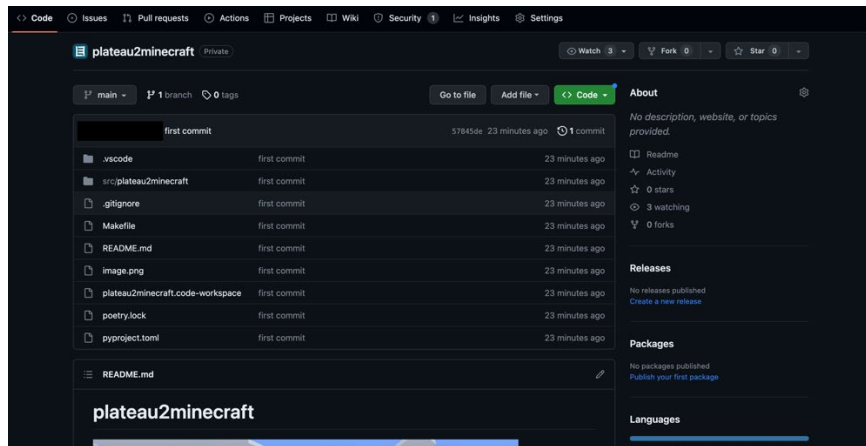 Code Issues Pull requests Actions Projects Wiki Security 1 Insights Settings
plateau2minecraft Private
Watch 3 Fork 0 Star 0
main 1 branch 0 tags Go to file Add file Code
first commit 57845de 23 minutes ago 1 commit
.vscode first commit 23 minutes ago
src/plateau2minecraft first commit 23 minutes ago
.gitignore first commit 23 minutes ago
Makefile first commit 23 minutes ago
README.md first commit 23 minutes ago
image.png first commit 23 minutes ago
plateau2minecraft.code-workspace first commit 23 minutes ago
poetry.lock first commit 23 minutes ago
pyproject.toml first commit 23 minutes ago
README.md
plateau2minecraft
About
No description, website, or topics
provided.
Readme
Activity
0 stars
3 watching
0 forks
Releases
No releases published
Create a new release
Packages
No packages published
Publish your first package
Languages